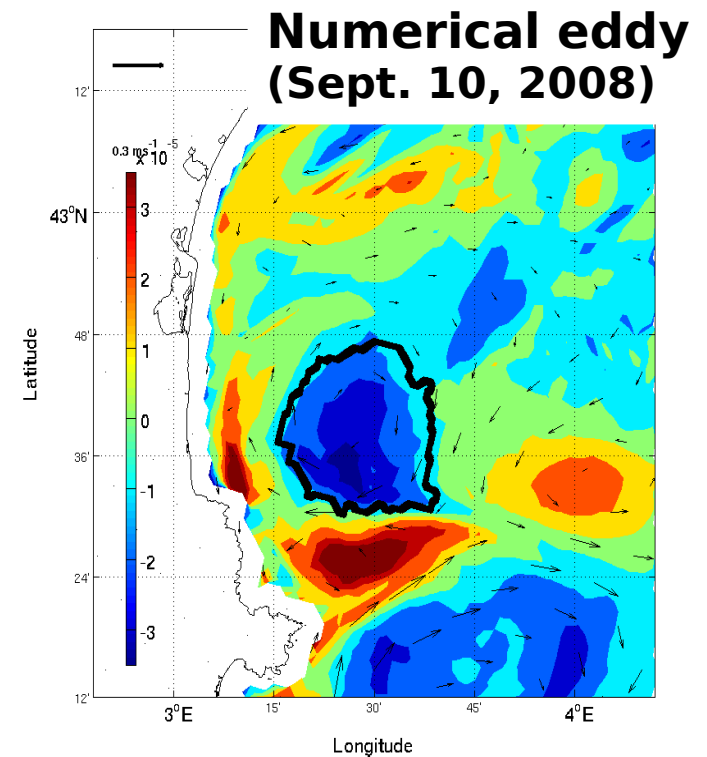 Numerical eddy
(Sept. 10, 2008)
12'
0.3 ms⁻¹
x 10⁻⁵
3
43°N
2
48'
1
0
36'
-1
-2
24'
-3
12'
3°E
15'
30'
45'
4°E
Latitude
Longitude